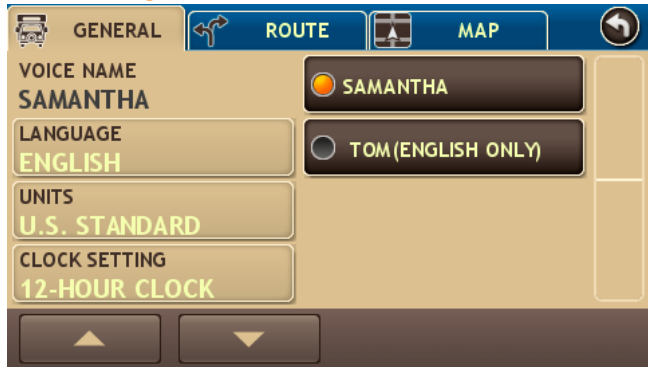 GENERAL
ROUTE
MAP
VOICE NAME
SAMANTHA
LANGUAGE
ENGLISH
UNITS
U.S. STANDARD
CLOCK SETTING
12-HOUR CLOCK
SAMANTHA
TOM(ENGLISH ONLY)